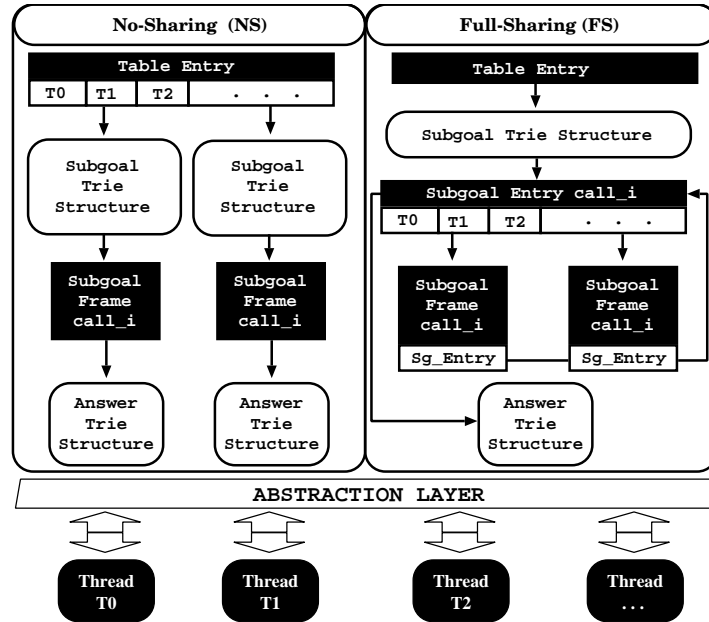 No-Sharing (NS)
Table Entry
T0 T1 T2 . . .
Subgoal
Trie
Structure
Subgoal
Trie
Structure
Subgoal
Frame
call_i
Subgoal
Frame
call_i
Answer
Trie
Structure
Answer
Trie
Structure
Full-Sharing (FS)
Table Entry
Subgoal Trie Structure
Subgoal Entry call_i
T0 T1 T2 . . .
Subgoal
Frame
call_i
Sg_Entry
Subgoal
Frame
call_i
Sg_Entry
Answer
Trie
Structure
ABSTRACTION LAYER
Thread
T0
Thread
T1
Thread
T2
Thread
. . .